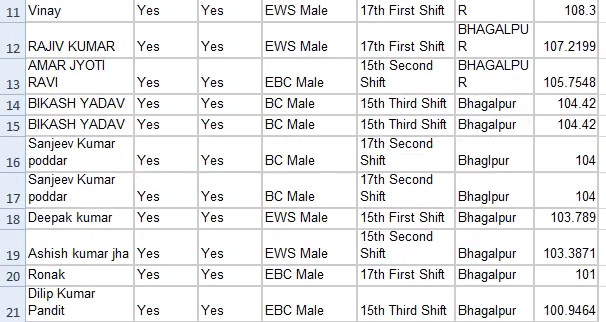 11 Vinay Yes Yes EWS Male 17th First Shift R 108.3
BHAGALPU
12 RAJIV KUMAR Yes Yes EWS Male 17th First Shift R 107.2199
AMAR JYOTI 15th Second BHAGALPU
13 RAVI Yes Yes EBC Male Shift R 105.7548
14 BIKASH YADAV Yes Yes BC Male 15th Third Shift Bhagalpur 104.42
15 BIKASH YADAV Yes Yes BC Male 15th Third Shift Bhagalpur 104.42
Sanjeev Kumar 17th Second
16 poddar Yes Yes BC Male Shift Bhaglpur 104
Sanjeev Kumar 17th Second
17 poddar Yes Yes BC Male Shift Bhaglpur 104
18 Deepak kumar Yes Yes EWS Male 15th First Shift Bhagalpur 103.789
15th Second
19 Ashish kumar jha Yes Yes EWS Male Shift Bhagalpur 103.3871
20 Ronak Yes Yes EBC Male 17th First Shift Bhagalpur 101
Dilip Kumar
21 Pandit Yes Yes EBC Male 15th Third Shift Bhagalpur 100.9464